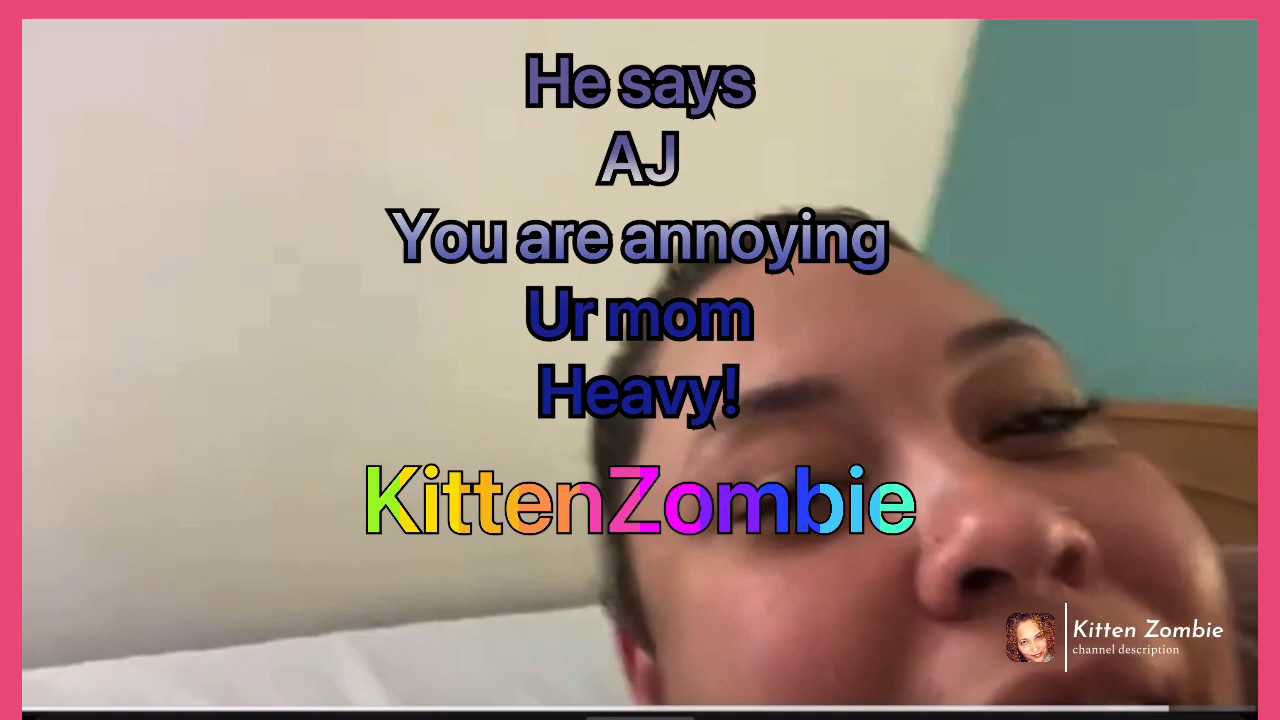 He says
AJ
You are annoying
Ur mom
Heavy!
KittenZombie
Kitten Zombie
channel description